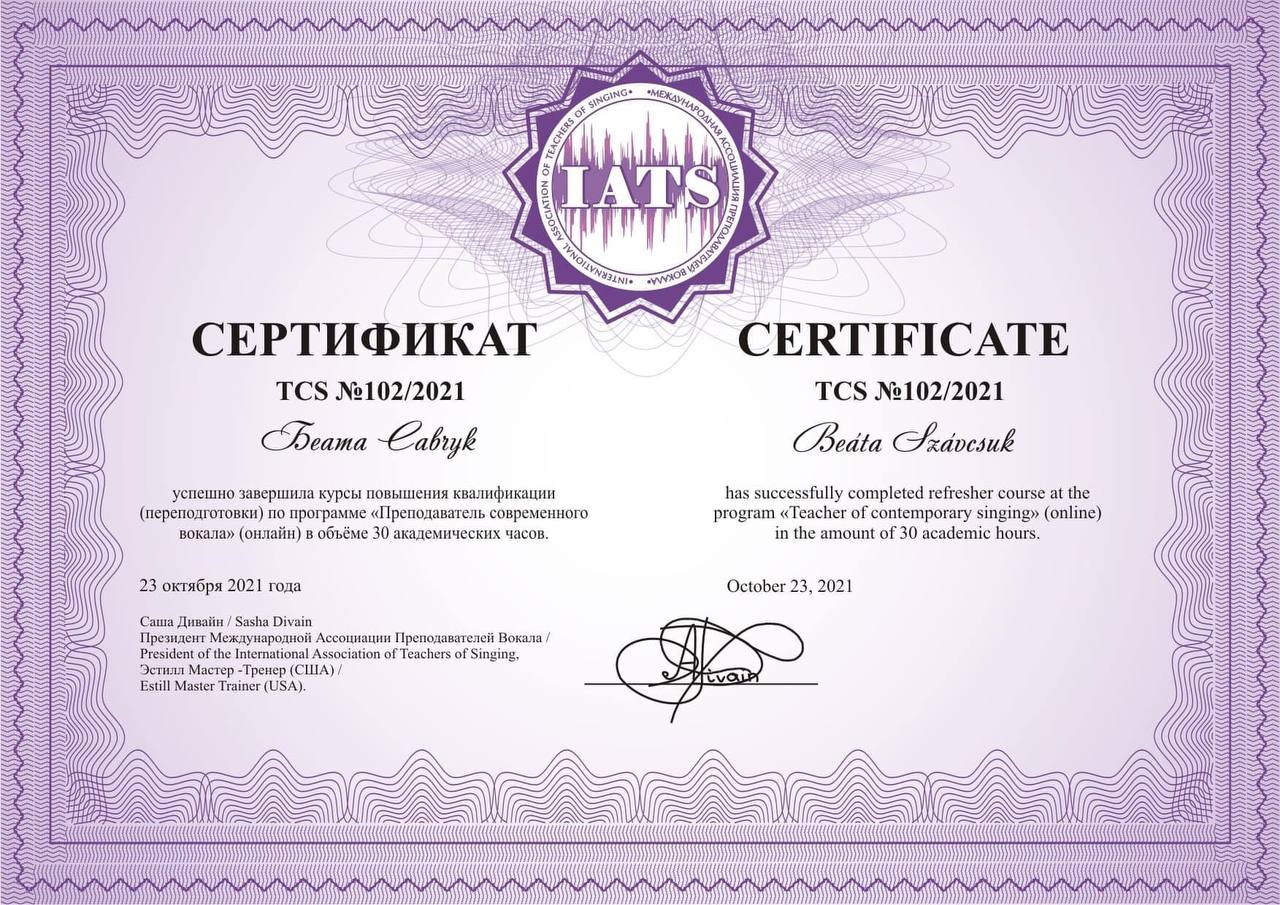 •INTERNATIONAL ASSOCIATION OF TEACHERS OF SINGING•
•МЕЖДУНАРОДНАЯ АССОЦИАЦИЯ ПРЕПОДАВАТЕЛЕЙ ВОКАЛА•
IATS
СЕРТИФИКАТ
TCS №102/2021
Беата Савчук
успешно завершила курсы повышения квалификации
(переподготовки) по программе «Преподаватель современного
вокала» (онлайн) в объёме 30 академических часов.
23 октября 2021 года
Саша Дивайн / Sasha Divain
Президент Международной Ассоциации Преподавателей Вокала /
President of the International Association of Teachers of Singing,
Эстилл Мастер -Тренер (США) /
Estill Master Trainer (USA).
CERTIFICATE
TCS №102/2021
Beáta Szávcsuk
has successfully completed refresher course at the
program «Teacher of contemporary singing» (online)
in the amount of 30 academic hours.
October 23, 2021